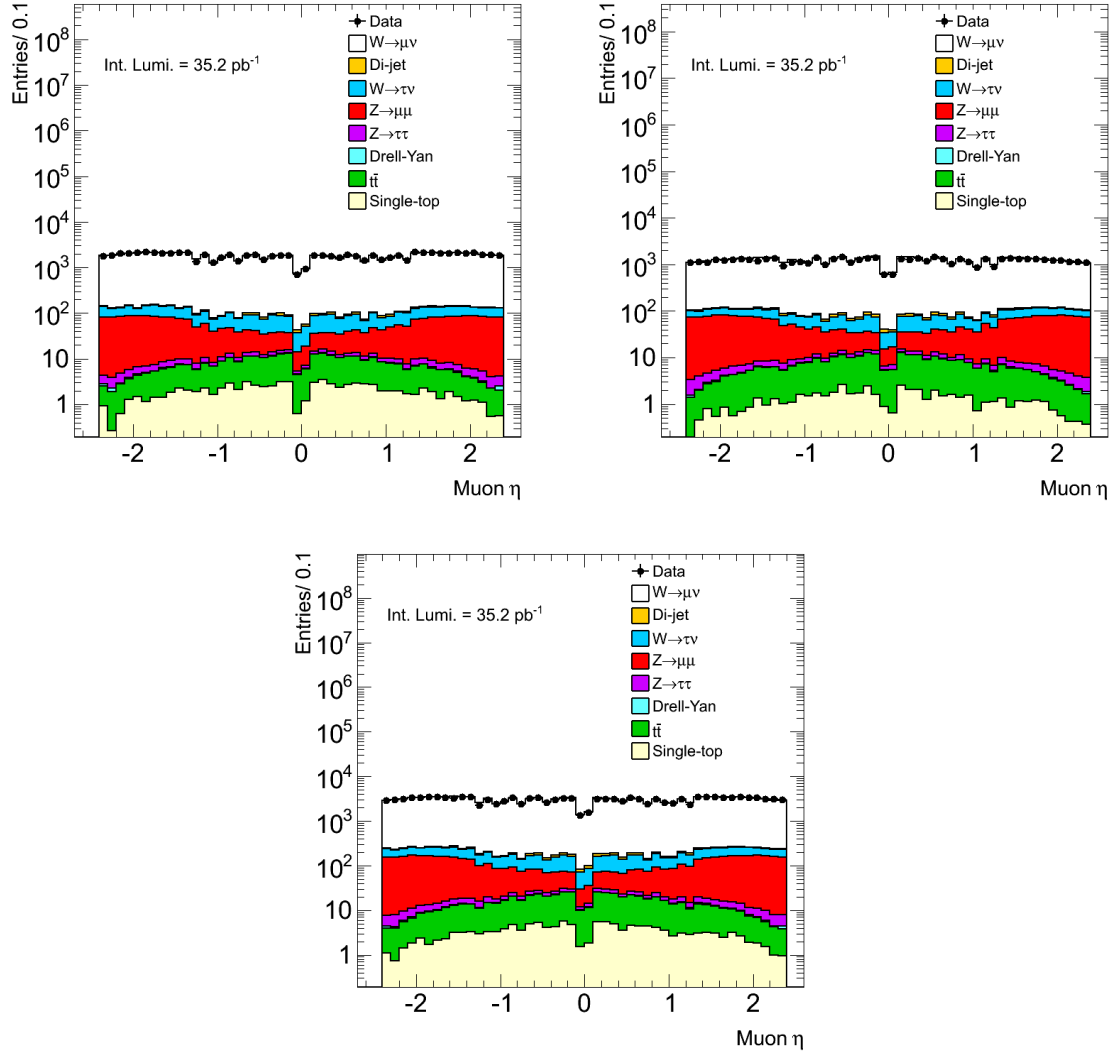 Entries/ 0.1
10⁸
10⁷
10⁶
10⁵
10⁴
10³
10²
10
1
Int. Lumi. = 35.2 pb⁻¹
Data
W→μν
Di-jet
W→τν
Z→μμ
Z→ττ
Drell-Yan
tt̄
Single-top
-2 -1 0 1 2
Muon η
Entries/ 0.1
10⁸
10⁷
10⁶
10⁵
10⁴
10³
10²
10
1
Int. Lumi. = 35.2 pb⁻¹
Data
W→μν
Di-jet
W→τν
Z→μμ
Z→ττ
Drell-Yan
tt̄
Single-top
-2 -1 0 1 2
Muon η
Entries/ 0.1
10⁸
10⁷
10⁶
10⁵
10⁴
10³
10²
10
1
Int. Lumi. = 35.2 pb⁻¹
Data
W→μν
Di-jet
W→τν
Z→μμ
Z→ττ
Drell-Yan
tt̄
Single-top
-2 -1 0 1 2
Muon η